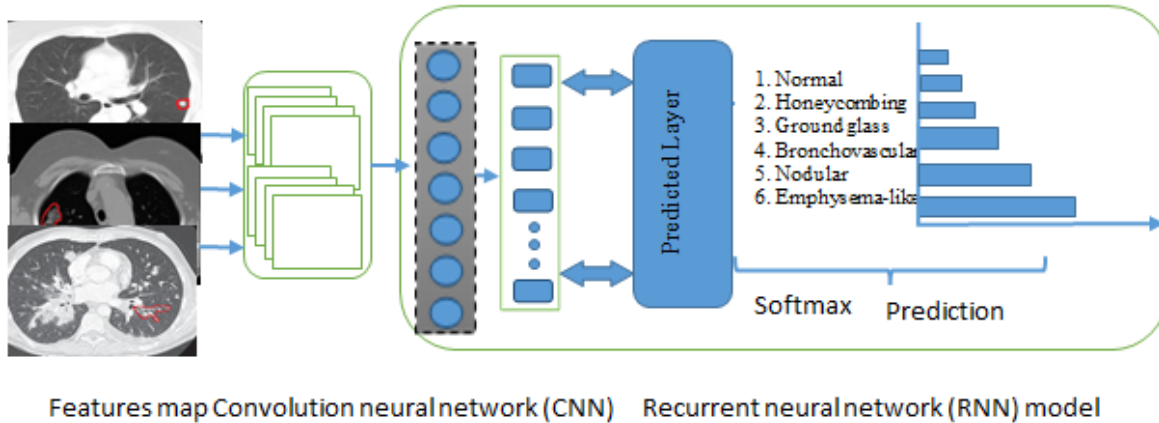 Predicted Layer
1. Normal
2. Honeycombing
3. Ground glass
4. Bronchovascular
5. Nodular
6. Emphysema-like
Softmax
Prediction
Features map Convolution neural network (CNN) Recurrent neural network (RNN) model